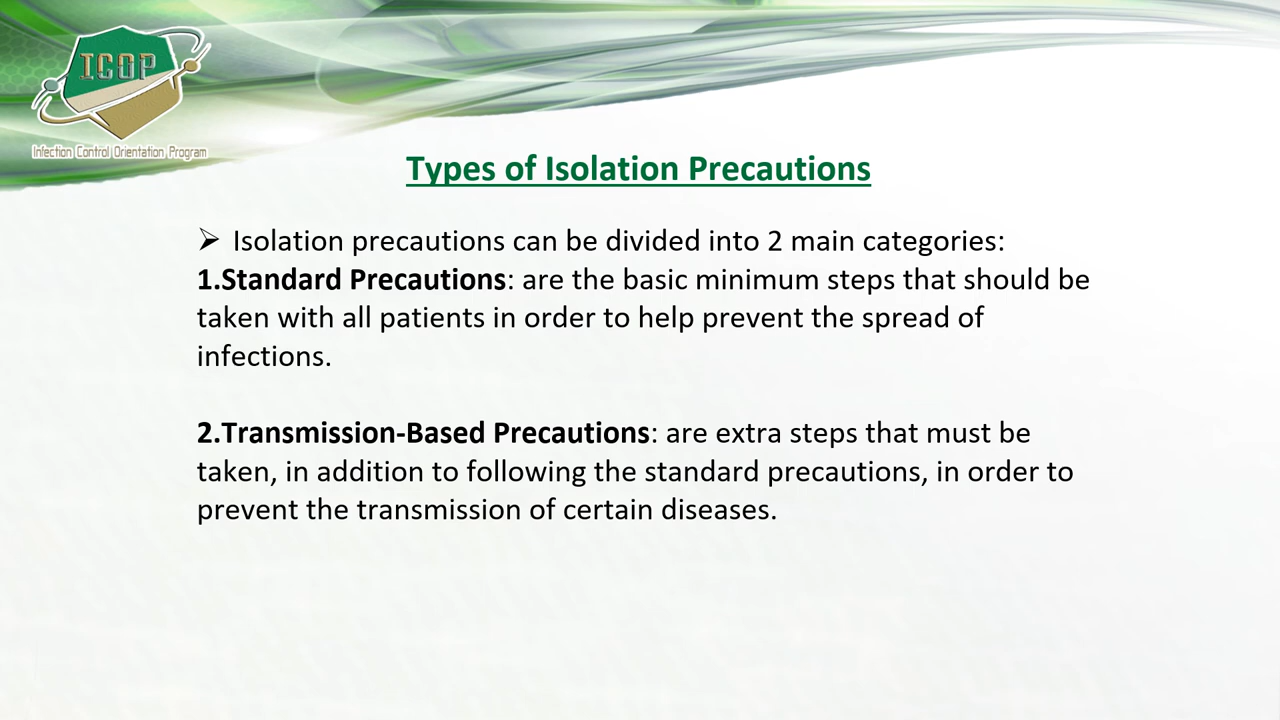 ICOP
Infection Control Orientation Program
Types of Isolation Precautions
➢ Isolation precautions can be divided into 2 main categories:
1.Standard Precautions: are the basic minimum steps that should be
taken with all patients in order to help prevent the spread of
infections.
2.Transmission-Based Precautions: are extra steps that must be
taken, in addition to following the standard precautions, in order to
prevent the transmission of certain diseases.